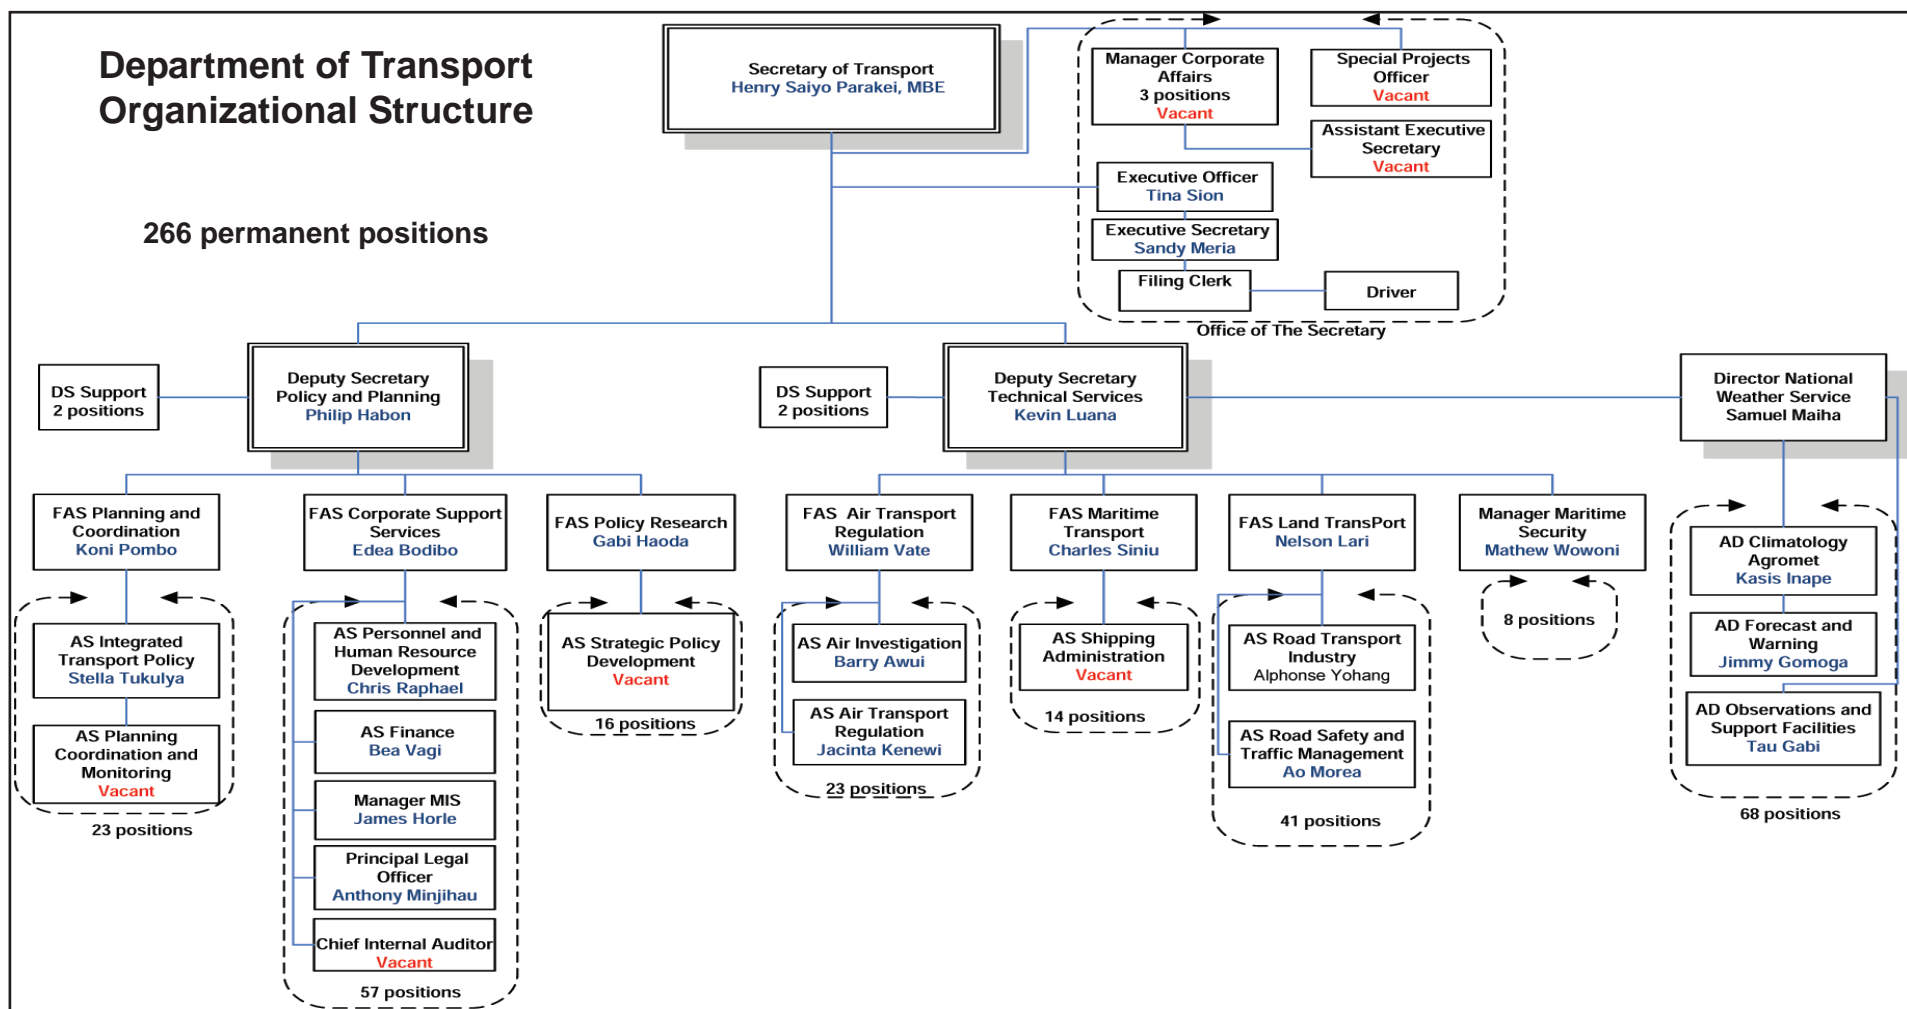 Department of Transport
Organizational Structure
266 permanent positions
Secretary of Transport
Henry Saiyo Parakei, MBE
Manager Corporate
Affairs
3 positions
Vacant
Special Projects
Officer
Vacant
Assistant Executive
Secretary
Vacant
Executive Officer
Tina Sion
Executive Secretary
Sandy Meria
Filing Clerk
Driver
Office of The Secretary
DS Support
2 positions
Deputy Secretary
Policy and Planning
Philip Habon
DS Support
2 positions
Deputy Secretary
Technical Services
Kevin Luana
Director National
Weather Service
Samuel Maiha
FAS Planning and
Coordination
Koni Pombo
FAS Corporate Support
Services
Edea Bodibo
FAS Policy Research
Gabi Haoda
FAS  Air Transport
Regulation
William Vate
FAS Maritime
Transport
Charles Siniu
FAS Land TransPort
Nelson Lari
Manager Maritime
Security
Mathew Wowoni
AS Integrated
Transport Policy
Stella Tukulya
AS Planning
Coordination and
Monitoring
Vacant
23 positions
AS Personnel and
Human Resource
Development
Chris Raphael
AS Finance
Bea Vagi
Manager MIS
James Horle
Principal Legal
Officer
Anthony Minjihau
Chief Internal Auditor
Vacant
57 positions
AS Strategic Policy
Development
Vacant
16 positions
AS Air Investigation
Barry Awui
AS Air Transport
Regulation
Jacinta Kenewi
23 positions
AS Shipping
Administration
Vacant
14 positions
AS Road Transport
Industry
Alphonse Yohang
AS Road Safety and
Traffic Management
Ao Morea
41 positions
8 positions
AD Climatology
Agromet
Kasis Inape
AD Forecast and
Warning
Jimmy Gomoga
AD Observations and
Support Facilities
Tau Gabi
68 positions